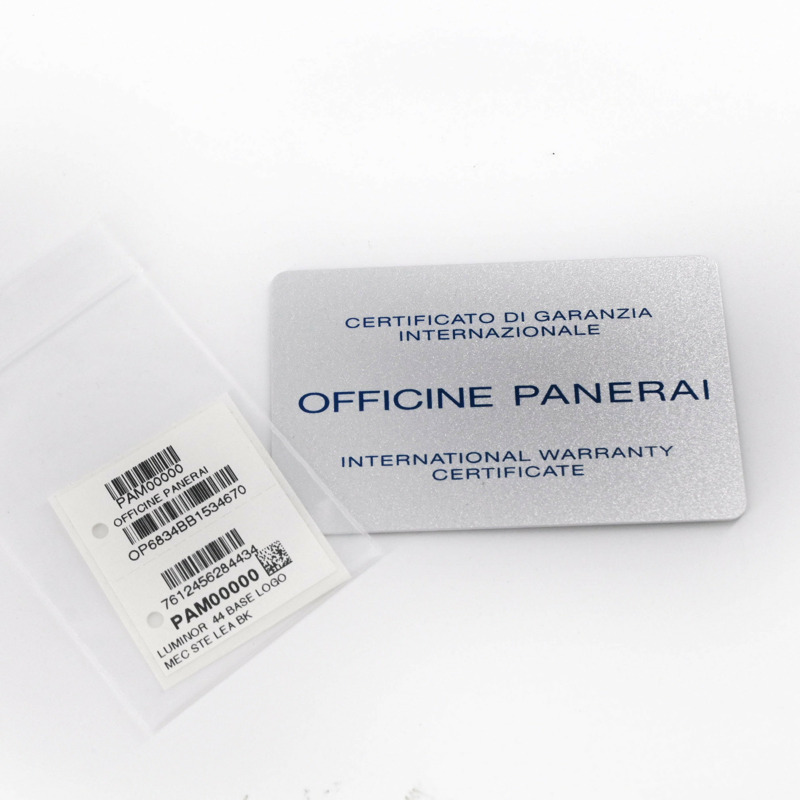 CERTIFICATO DI GARANZIA
INTERNAZIONALE
OFFICINE PANERAI
INTERNATIONAL WARRANTY
CERTIFICATE
PAM00000
OFFICINE PANERAI
OP6834BB1534670
7612456284434
PAM00000
LUMINOR 44 BASE LOGO
MEC STE LEA BK